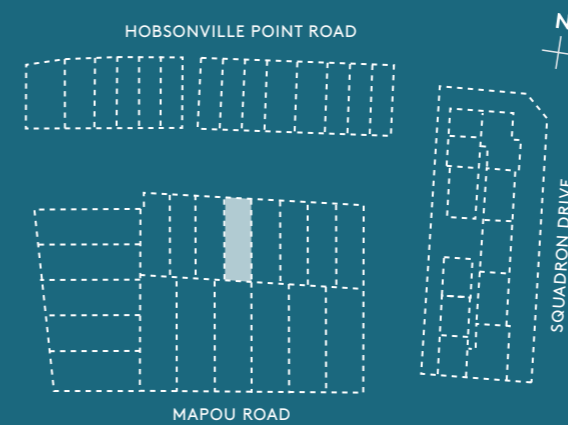 HOBSONVILLE POINT ROAD
N
SQUADRON DRIVE
MAPOU ROAD